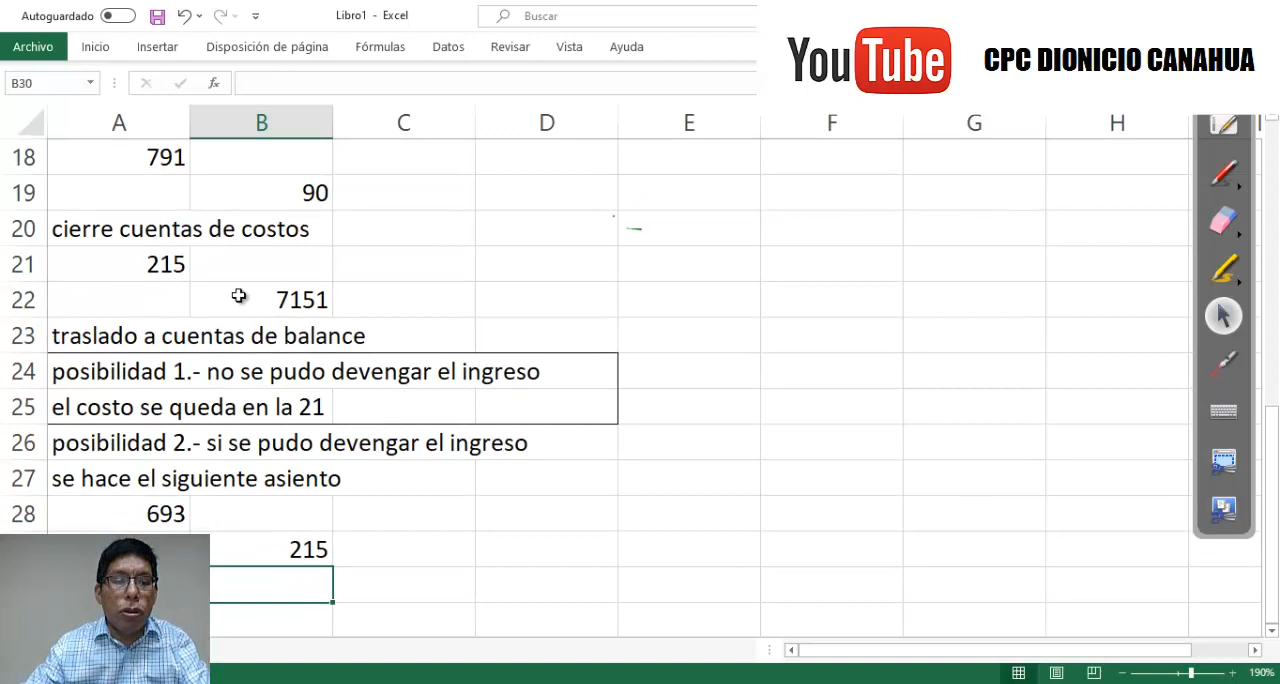 Autoguardado
Libro1 - Excel
Buscar
YouTube
CPC DIONICIO CANAHUA
Archivo Inicio Insertar Disposición de página Fórmulas Datos Revisar Vista Ayuda
B30
fx
A B C D E F G H
18 791
19 90
20 cierre cuentas de costos
21 215
22 7151
23 traslado a cuentas de balance
24 posibilidad 1.- no se pudo devengar el ingreso
25 el costo se queda en la 21
26 posibilidad 2.- si se pudo devengar el ingreso
27 se hace el siguiente asiento
28 693
215
190%